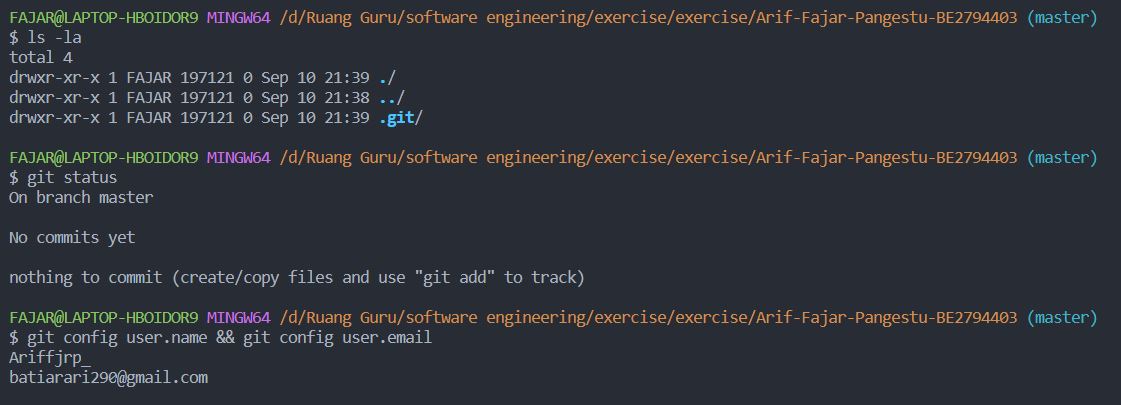 FAJAR@LAPTOP-HBOIDOR9 MINGW64 /d/Ruang Guru/software engineering/exercise/exercise/Arif-Fajar-Pangestu-BE2794403 (master)
$ ls -la
total 4
drwxr-xr-x 1 FAJAR 197121 0 Sep 10 21:39 ./
drwxr-xr-x 1 FAJAR 197121 0 Sep 10 21:38 ../
drwxr-xr-x 1 FAJAR 197121 0 Sep 10 21:39 .git/
FAJAR@LAPTOP-HBOIDOR9 MINGW64 /d/Ruang Guru/software engineering/exercise/exercise/Arif-Fajar-Pangestu-BE2794403 (master)
$ git status
On branch master
No commits yet
nothing to commit (create/copy files and use "git add" to track)
FAJAR@LAPTOP-HBOIDOR9 MINGW64 /d/Ruang Guru/software engineering/exercise/exercise/Arif-Fajar-Pangestu-BE2794403 (master)
$ git config user.name && git config user.email
Ariffjrp_
batiarari290@gmail.com